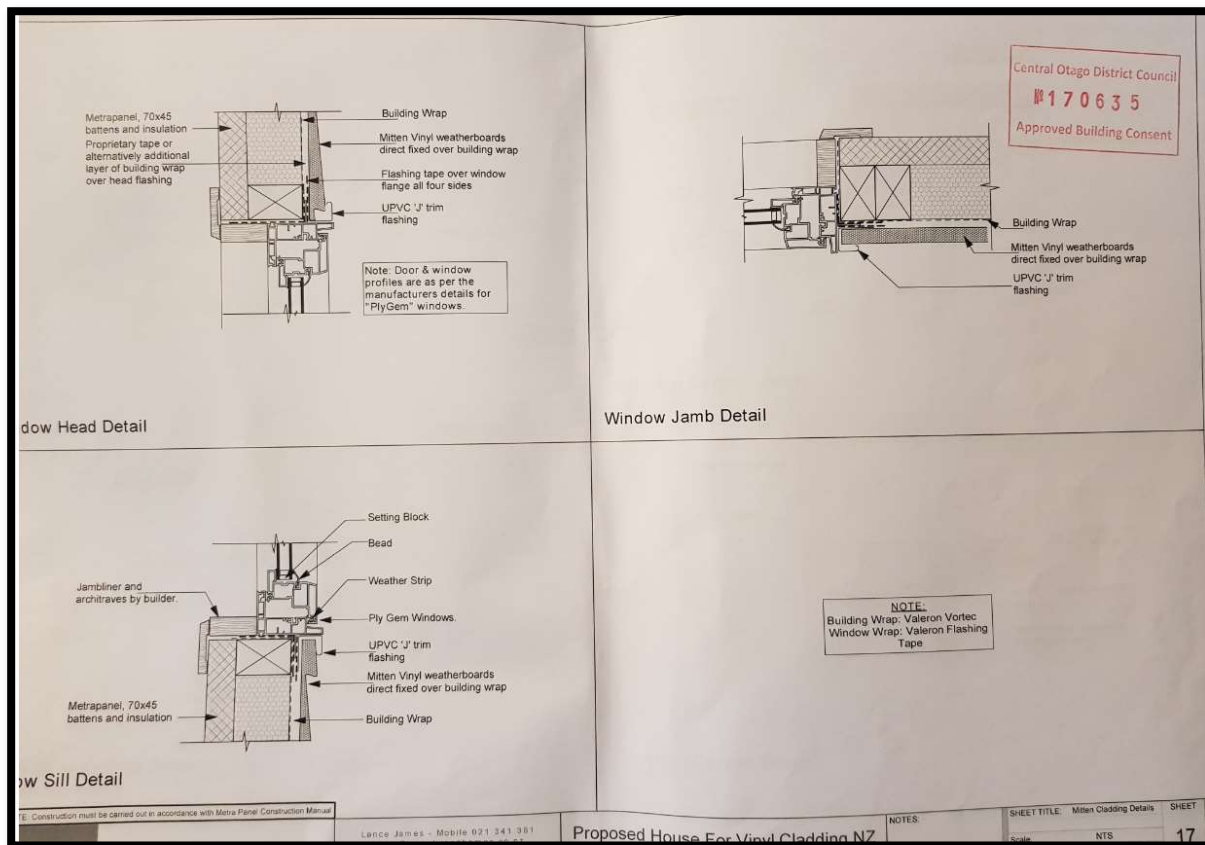 Metrapanel, 70x45
battens and insulation
Proprietary tape or
alternatively additional
layer of building wrap
over head flashing
Building Wrap
Mitten Vinyl weatherboards
direct fixed over building wrap
Flashing tape over window
flange all four sides
UPVC 'J' trim
flashing
Note: Door & window
profiles are as per the
manufacturers details for
"PlyGem" windows.
dow Head Detail
Central Otago District Council
No 170635
Approved Building Consent
Building Wrap
Mitten Vinyl weatherboards
direct fixed over building wrap
UPVC 'J' trim
flashing
Window Jamb Detail
Jambliner and
architraves by builder.
Metrapanel, 70x45
battens and insulation
Setting Block
Bead
Weather Strip
Ply Gem Windows.
UPVC 'J' trim
flashing
Mitten Vinyl weatherboards
direct fixed over building wrap
Building Wrap
ow Sill Detail
NOTE:
Building Wrap: Valeron Vortec
Window Wrap: Valeron Flashing
Tape
TE: Construction must be carried out in accordance with Metra Panel Construction Manual
Lance James - Mobile 021 341 361
Proposed House For Vinyl Cladding NZ
NOTES:
SHEET TITLE: Mitten Cladding Details
Scale: NTS
SHEET
17